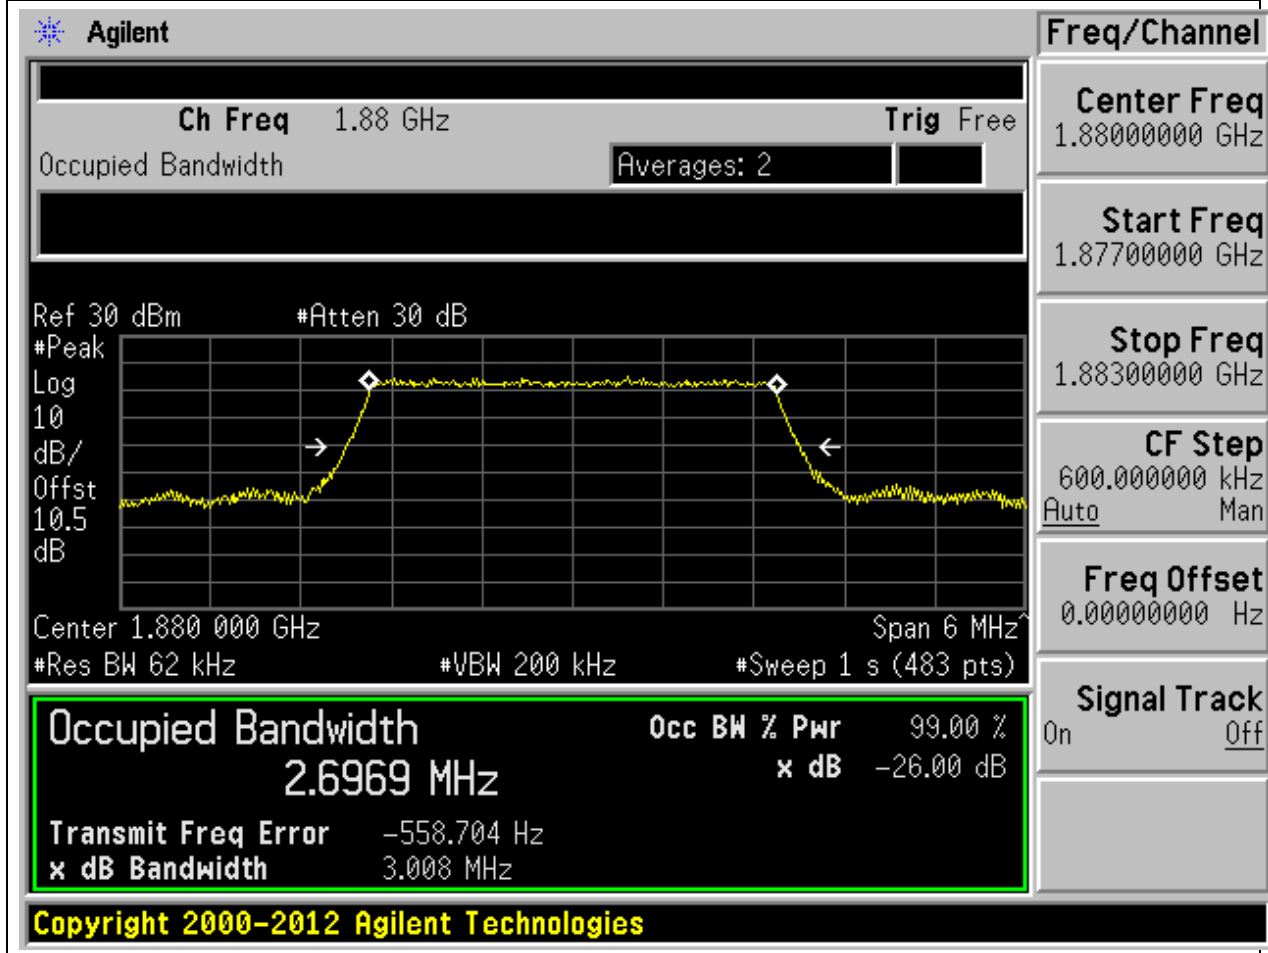 Agilent
Freq/Channel
Ch Freq 1.88 GHz Trig Free
Occupied Bandwidth Averages: 2
Center Freq
1.88000000 GHz
Start Freq
1.87700000 GHz
Stop Freq
1.88300000 GHz
CF Step
600.000000 kHz
Auto Man
Freq Offset
0.00000000 Hz
Signal Track
On Off
Ref 30 dBm #Atten 30 dB
#Peak
Log
10
dB/
Offst
10.5
dB
Center 1.880 000 GHz Span 6 MHz^
#Res BW 62 kHz #VBW 200 kHz #Sweep 1 s (483 pts)
Occupied Bandwidth Occ BW % Pwr 99.00 %
2.6969 MHz x dB -26.00 dB
Transmit Freq Error -558.704 Hz
x dB Bandwidth 3.008 MHz
Copyright 2000-2012 Agilent Technologies